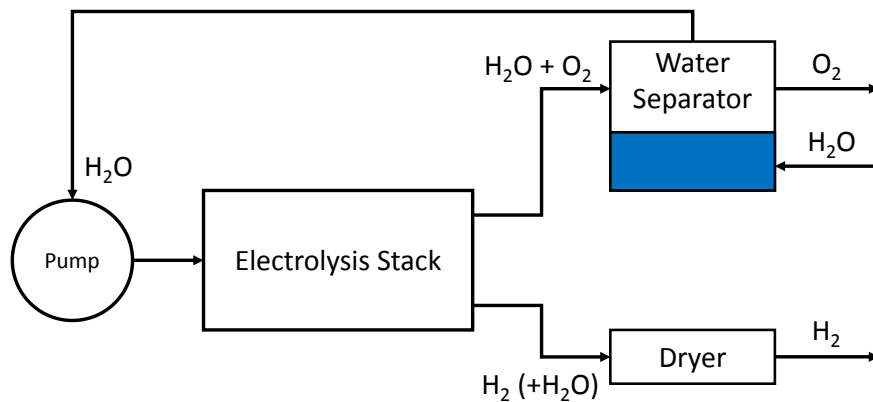 H₂O + O₂
Water
Separator
O₂
H₂O
H₂O
Pump
Electrolysis Stack
H₂ (+H₂O)
Dryer
H₂